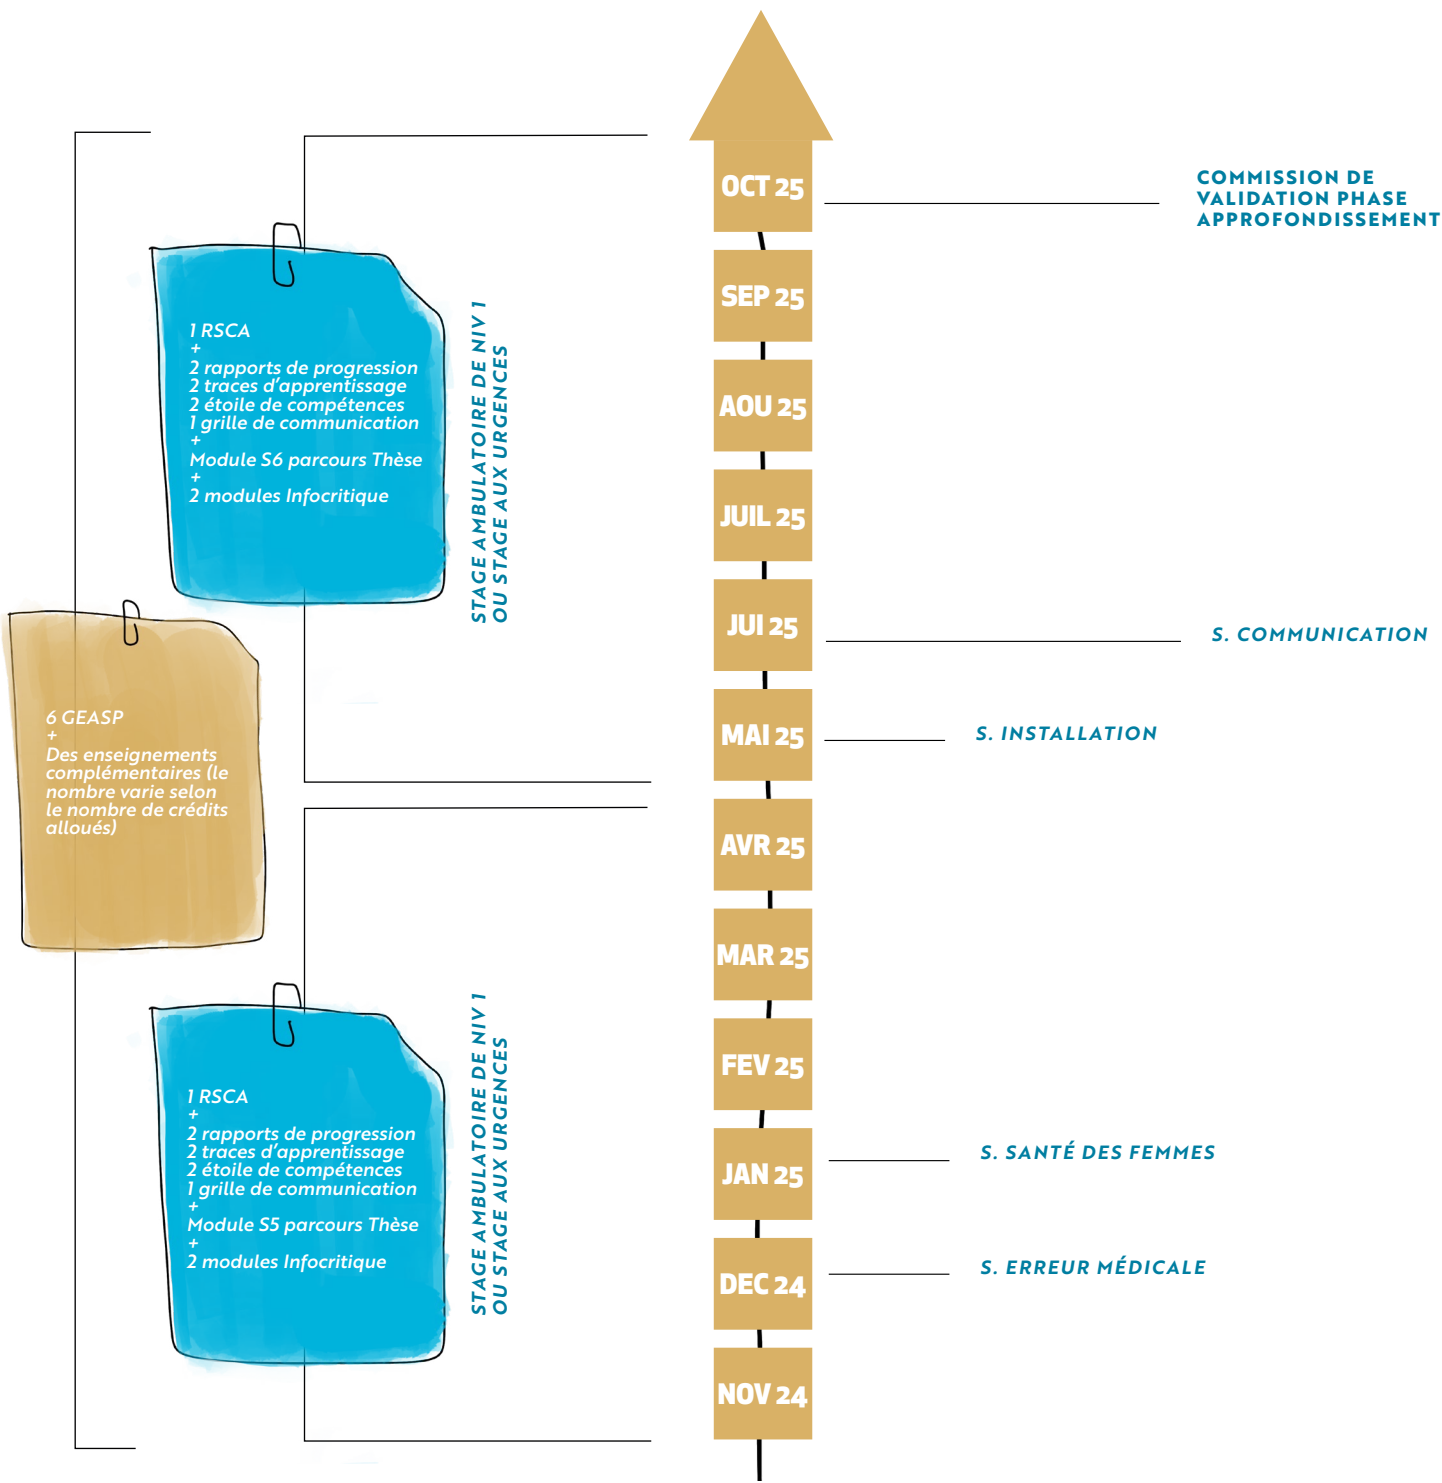 OCT 25
COMMISSION DE
VALIDATION PHASE
APPROFONDISSEMENT
SEP 25
1 RSCA
+
2 rapports de progression
2 traces d'apprentissage
2 étoile de compétences
1 grille de communication
+
Module S6 parcours Thèse
+
2 modules Infocritique
STAGE AMBULATOIRE DE NIV 1
OU STAGE AUX URGENCES
AOU 25
JUIL 25
JUI 25
S. COMMUNICATION
6 GEASP
+
Des enseignements
complémentaires (le
nombre varie selon
le nombre de crédits
alloués)
MAI 25
S. INSTALLATION
AVR 25
MAR 25
FEV 25
1 RSCA
+
2 rapports de progression
2 traces d'apprentissage
2 étoile de compétences
1 grille de communication
+
Module S5 parcours Thèse
+
2 modules Infocritique
STAGE AMBULATOIRE DE NIV 1
OU STAGE AUX URGENCES
JAN 25
S. SANTÉ DES FEMMES
DEC 24
S. ERREUR MÉDICALE
NOV 24